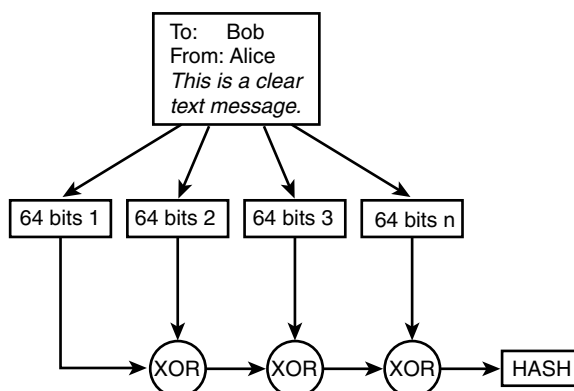 To: Bob
From: Alice
This is a clear
text message.
64 bits 1
64 bits 2
64 bits 3
64 bits n
XOR
XOR
XOR
HASH